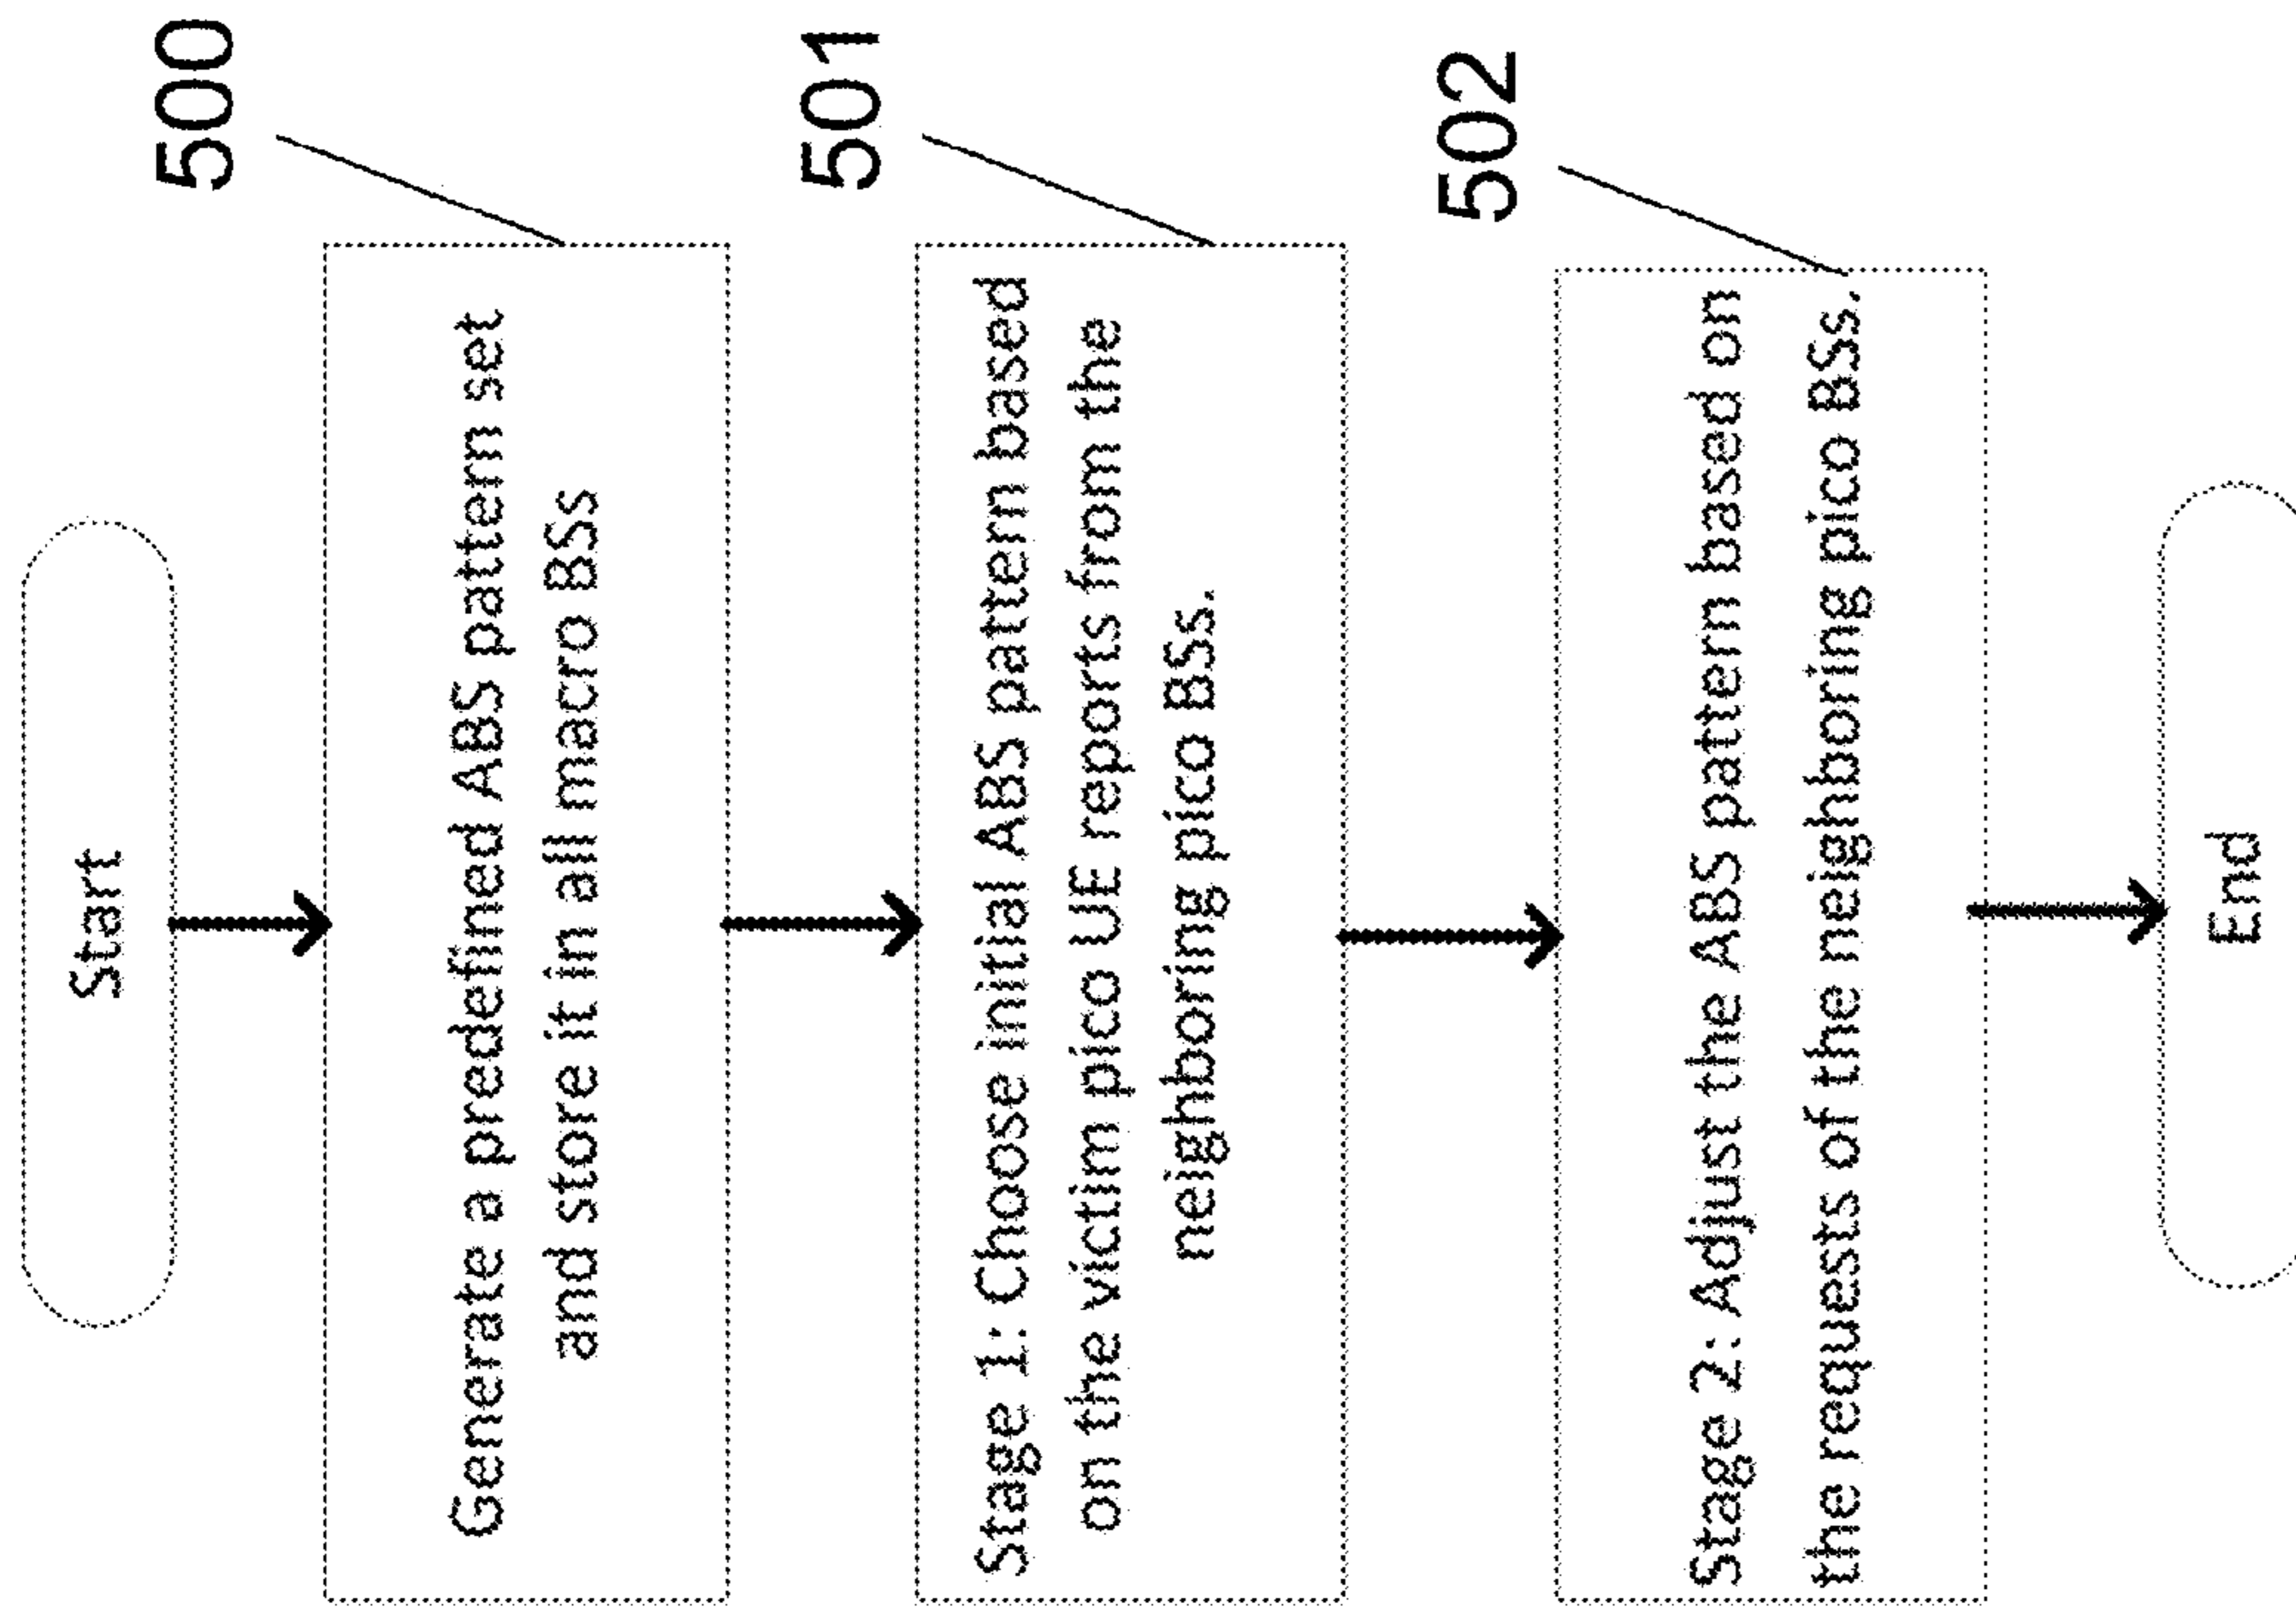 Start
500
Generate a predefined ABS pattern set
and store it in all macro BSs
501
Stage 1: Choose initial ABS pattern based
on the victim pico UE reports from the
neighboring pico BSs.
502
Stage 2: Adjust the ABS pattern based on
the requests of the neighboring pico BSs.
End